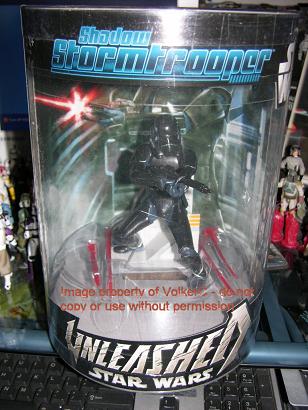 Shadow
Stormtrooper
Image property of Volker
copy or use without permission
UNLEASHED
STAR WARS